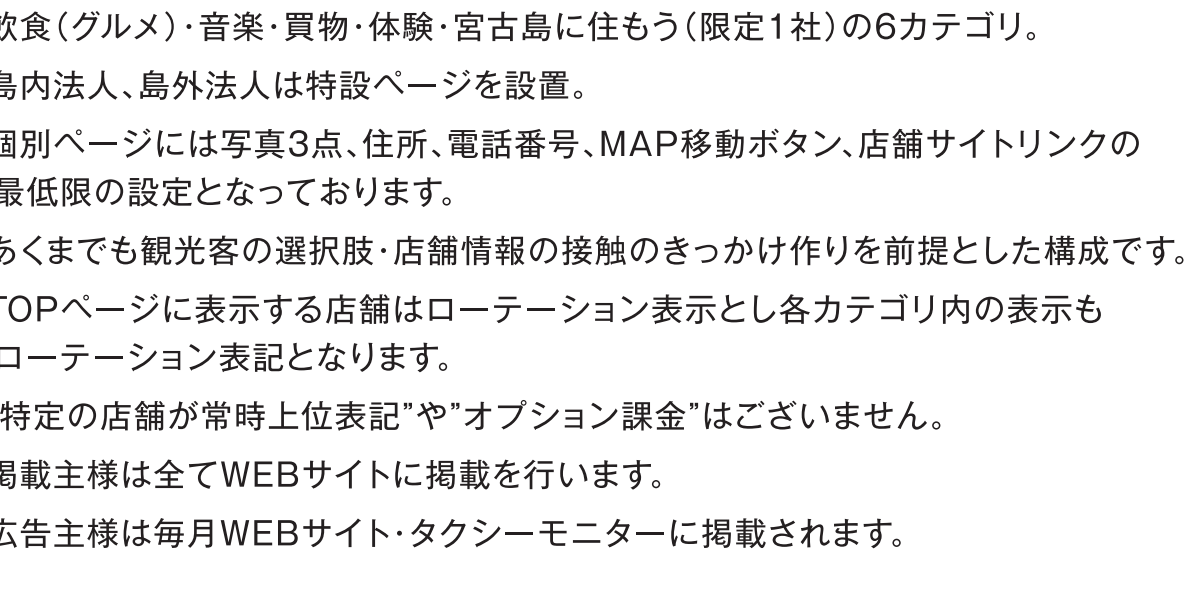 飲食（グルメ）・音楽・買物・体験・宮古島に住もう（限定1社）の6カテゴリ。
島内法人、島外法人は特設ページを設置。
個別ページには写真3点、住所、電話番号、MAP移動ボタン、店舗サイトリンクの
最低限の設定となっております。
あくまでも観光客の選択肢・店舗情報の接触のきっかけ作りを前提とした構成です。
TOPページに表示する店舗はローテーション表示とし各カテゴリ内の表示も
ローテーション表記となります。
特定の店舗が常時上位表記”や”オプション課金”はございません。
掲載主様は全てWEBサイトに掲載を行います。
広告主様は毎月WEBサイト・タクシーモニターに掲載されます。